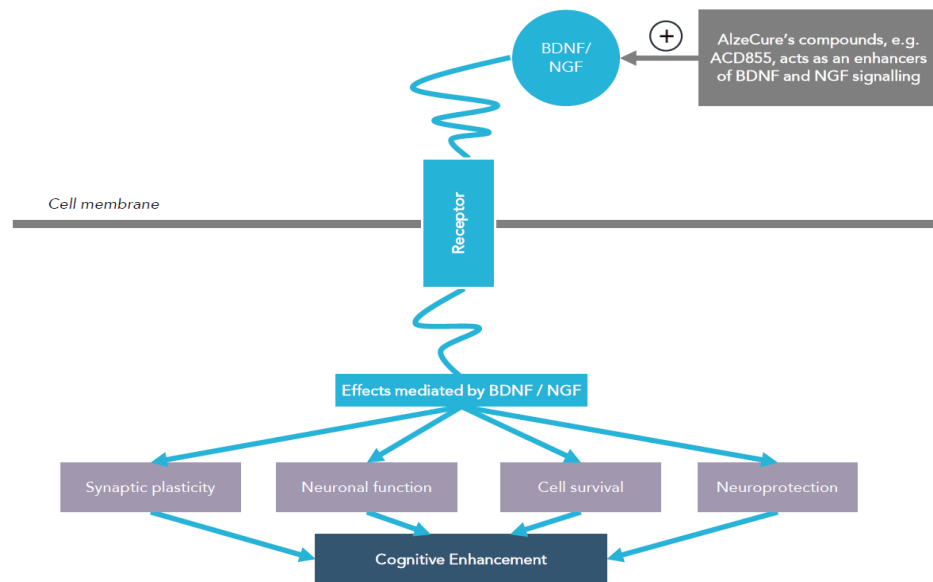 BDNF/
NGF
+
AlzeCure's compounds, e.g.
ACD855, acts as an enhancers
of BDNF and NGF signalling
Cell membrane
Receptor
Effects mediated by BDNF / NGF
Synaptic plasticity
Neuronal function
Cell survival
Neuroprotection
Cognitive Enhancement